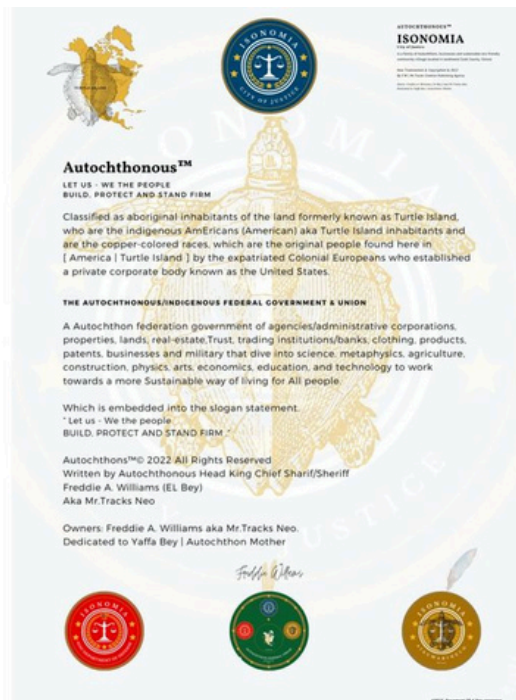 AUTOCHTHONOUS™
ISONOMIA
City of Justice
ISONOMIA
CITY OF JUSTICE
TURTLE ISLAND
Autochthonous™
LET US - WE THE PEOPLE
BUILD, PROTECT AND STAND FIRM
Classified as aboriginal inhabitants of the land formerly known as Turtle Island,
who are the indigenous AmEricans (American) aka Turtle Island inhabitants and
are the copper-colored races, which are the original people found here in
[ America | Turtle Island ] by the expatriated Colonial Europeans who established
a private corporate body known as the United States.
THE AUTOCHTHONOUS/INDIGENOUS FEDERAL GOVERNMENT & UNION
A Autochthon federation government of agencies/administrative corporations,
properties, lands, real-estate,Trust, trading institutions/banks, clothing, products,
patents, businesses and military that dive into science, metaphysics, agriculture,
construction, physics, arts, economics, education, and technology to work
towards a more Sustainable way of living for All people.
Which is embedded into the slogan statement.
" Let us - We the people
BUILD, PROTECT AND STAND FIRM ."
Autochthons™© 2022 All Rights Reserved
Written by Autochthonous Head King Chief Sharif/Sheriff
Freddie A. Williams (EL Bey)
Aka Mr.Tracks Neo
Owners: Freddie A. Williams aka Mr.Tracks Neo.
Dedicated to Yaffa Bey | Autochthon Mother
Freddie Williams
ISONOMIA
ISONOMIA